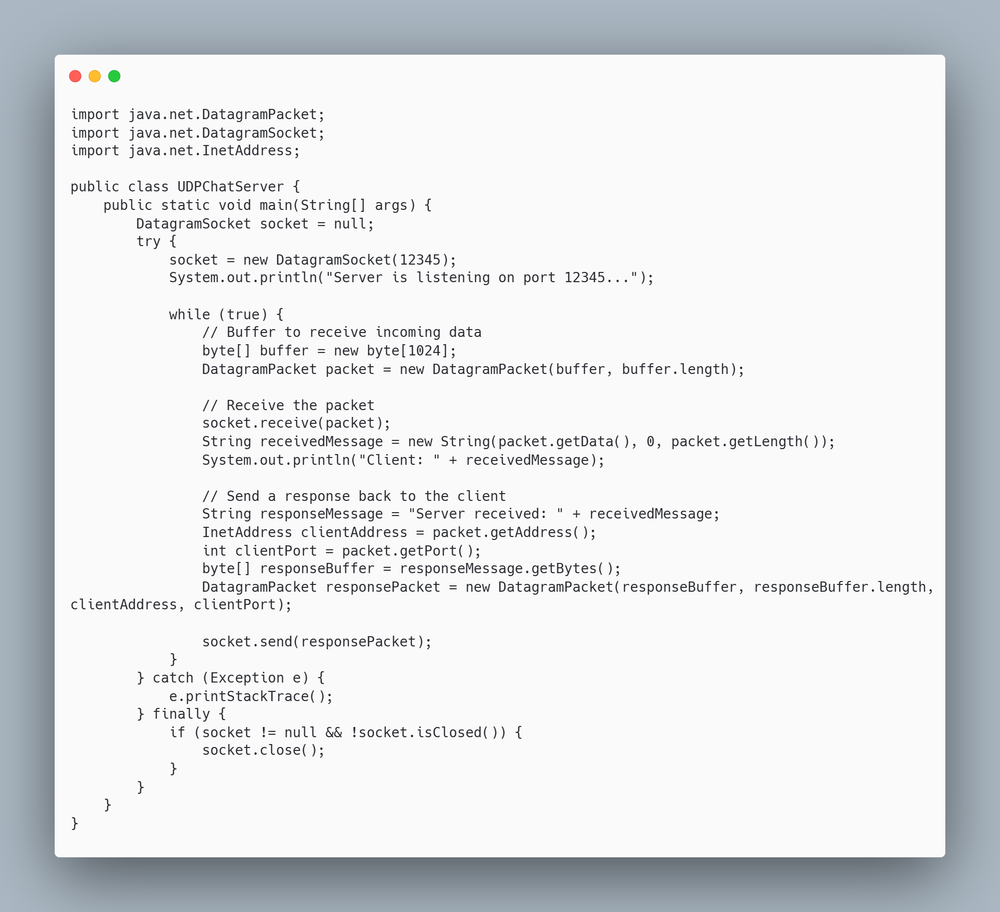 import java.net.DatagramPacket;
import java.net.DatagramSocket;
import java.net.InetAddress;

public class UDPChatServer {
    public static void main(String[] args) {
        DatagramSocket socket = null;
        try {
            socket = new DatagramSocket(12345);
            System.out.println("Server is listening on port 12345...");

            while (true) {
                // Buffer to receive incoming data
                byte[] buffer = new byte[1024];
                DatagramPacket packet = new DatagramPacket(buffer, buffer.length);

                // Receive the packet
                socket.receive(packet);
                String receivedMessage = new String(packet.getData(), 0, packet.getLength());
                System.out.println("Client: " + receivedMessage);

                // Send a response back to the client
                String responseMessage = "Server received: " + receivedMessage;
                InetAddress clientAddress = packet.getAddress();
                int clientPort = packet.getPort();
                byte[] responseBuffer = responseMessage.getBytes();
                DatagramPacket responsePacket = new DatagramPacket(responseBuffer, responseBuffer.length,
clientAddress, clientPort);

                socket.send(responsePacket);
            }
        } catch (Exception e) {
            e.printStackTrace();
        } finally {
            if (socket != null && !socket.isClosed()) {
                socket.close();
            }
        }
    }
}